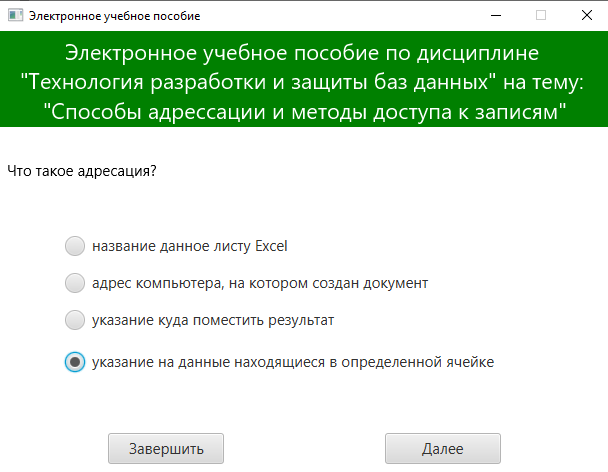 Электронное учебное пособие
Электронное учебное пособие по дисциплине
"Технология разработки и защиты баз данных" на тему:
"Способы адрессации и методы доступа к записям"
Что такое адресация?
название данное листу Excel
адрес компьютера, на котором создан документ
указание куда поместить результат
указание на данные находящиеся в определенной ячейке
Завершить
Далее